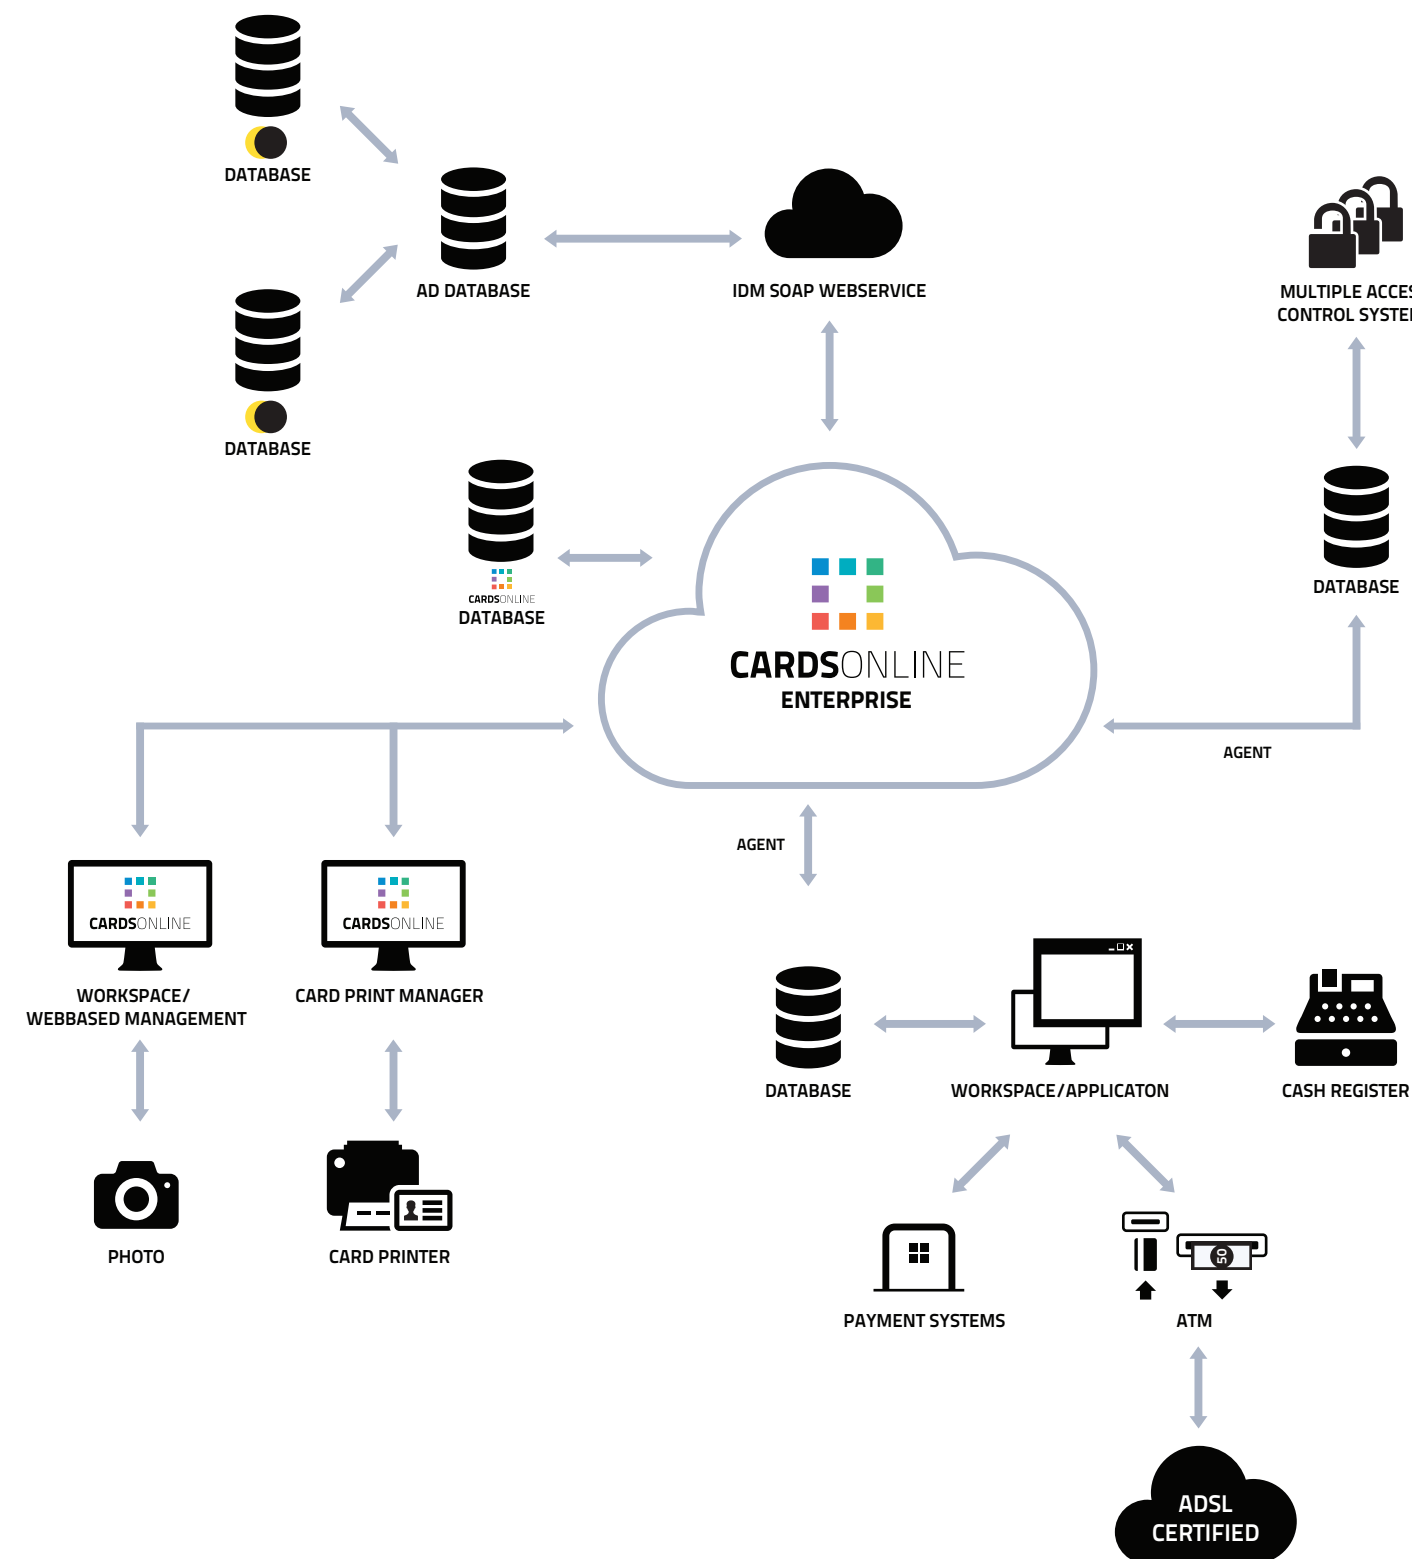 DATABASE
AD DATABASE
IDM SOAP WEBSERVICE
MULTIPLE
CONTROL
DATABASE
CARDSONLINE
DATABASE
DATABASE
CARDSONLINE
ENTERPRISE
AGENT
AGENT
CARDSONLINE
CARDSONLINE
WORKSPACE/
WEBBASED MANAGEMENT
CARD PRINT MANAGER
DATABASE
WORKSPACE/APPLICATON
CASH REGISTER
PHOTO
CARD PRINTER
50
PAYMENT SYSTEMS
ATM
ADSL
CERTIFIED